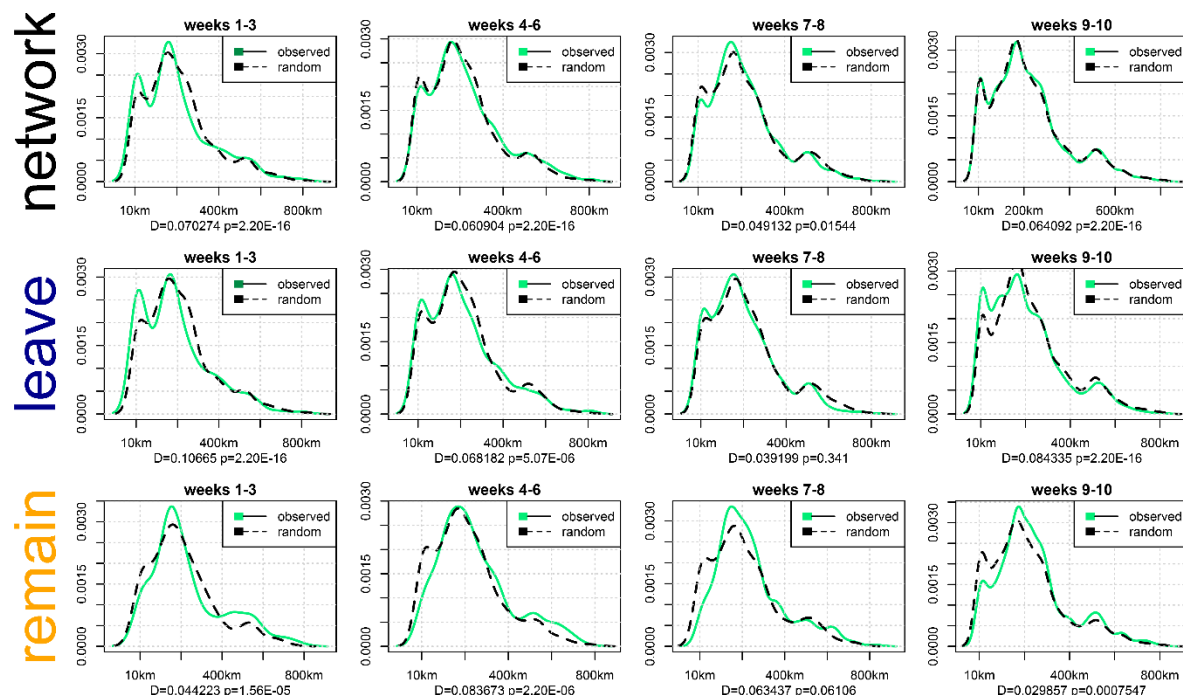 network
weeks 1-3
0.0000 0.0015 0.0030
observed
random
10km 400km 800km
D=0.070274 p=2.20E-16
weeks 4-6
0.0000 0.0015 0.0030
observed
random
10km 400km 800km
D=0.060904 p=2.20E-16
weeks 7-8
0.0000 0.0015 0.0030
observed
random
10km 400km 800km
D=0.049132 p=0.01544
weeks 9-10
0.0000 0.0015 0.0030
observed
random
10km 200km 600km
D=0.064092 p=2.20E-16
leave
weeks 1-3
0.0000 0.0015 0.0030
observed
random
10km 400km 800km
D=0.10665 p=2.20E-16
weeks 4-6
0.0000 0.0015 0.0030
observed
random
10km 400km 800km
D=0.068182 p=5.07E-06
weeks 7-8
0.0000 0.0015 0.0030
observed
random
10km 400km 800km
D=0.039199 p=0.341
weeks 9-10
0.0000 0.0015 0.0030
observed
random
10km 400km 800km
D=0.084335 p=2.20E-16
remain
weeks 1-3
0.0000 0.0015 0.0030
observed
random
10km 400km 800km
D=0.044223 p=1.56E-05
weeks 4-6
0.0000 0.0015 0.0030
observed
random
10km 400km 800km
D=0.083673 p=2.20E-06
weeks 7-8
0.0000 0.0015 0.0030
observed
random
10km 400km 800km
D=0.063437 p=0.06106
weeks 9-10
0.0000 0.0015 0.0030
observed
random
10km 400km 800km
D=0.029857 p=0.0007547